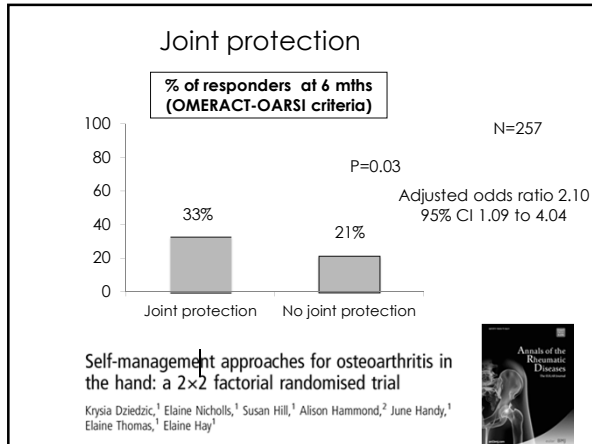 Joint protection
% of responders at 6 mths
(OMERACT-OARSI criteria)
100
80
60
40
20
0
N=257
P=0.03
Adjusted odds ratio 2.10
95% CI 1.09 to 4.04
33%
21%
Joint protection
No joint protection
Self-management approaches for osteoarthritis in
the hand: a 2×2 factorial randomised trial
Krysia Dziedzic,¹ Elaine Nicholls,¹ Susan Hill,¹ Alison Hammond,² June Handy,¹
Elaine Thomas,¹ Elaine Hay¹
Annals of the
Rheumatic
Diseases